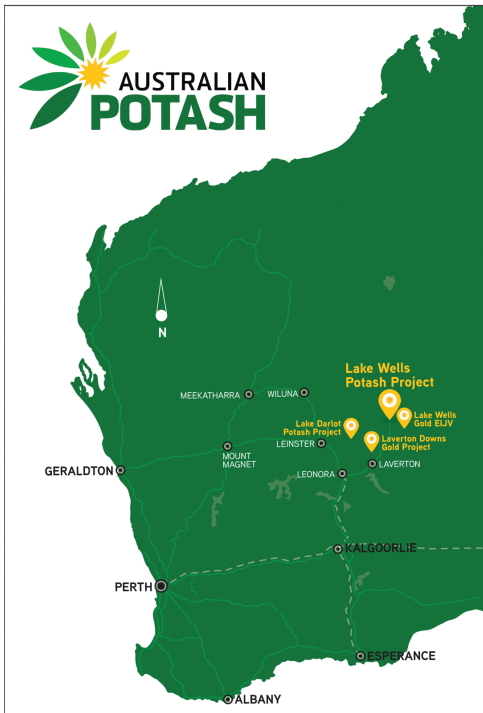 AUSTRALIAN
POTASH
N
Lake Wells
Potash Project
MEEKATHARRA
WILUNA
Lake Wells
Gold EIJV
Lake Darlot
Potash Project
Laverton Downs
Gold Project
LEINSTER
MOUNT
MAGNET
LAVERTON
GERALDTON
LEONORA
KALGOORLIE
PERTH
ESPERANCE
ALBANY